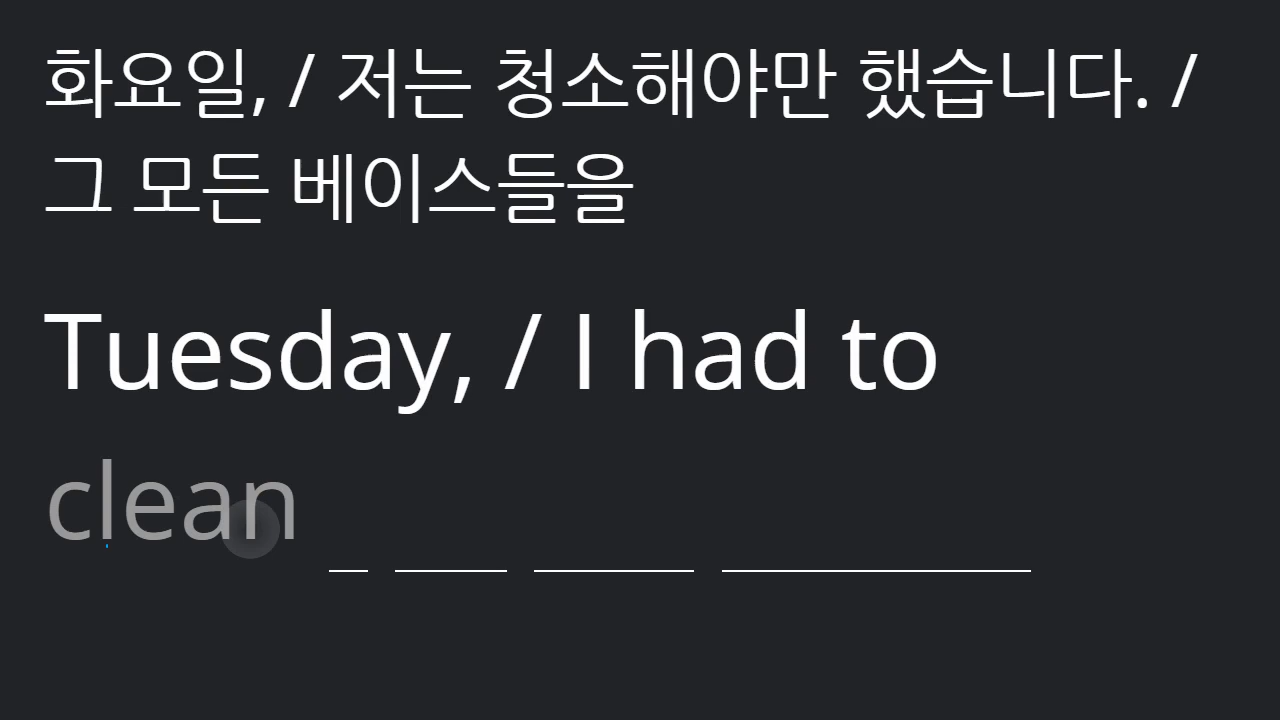 화요일, / 저는 청소해야만 했습니다. /
그 모든 베이스들을
Tuesday, / I had to
clean